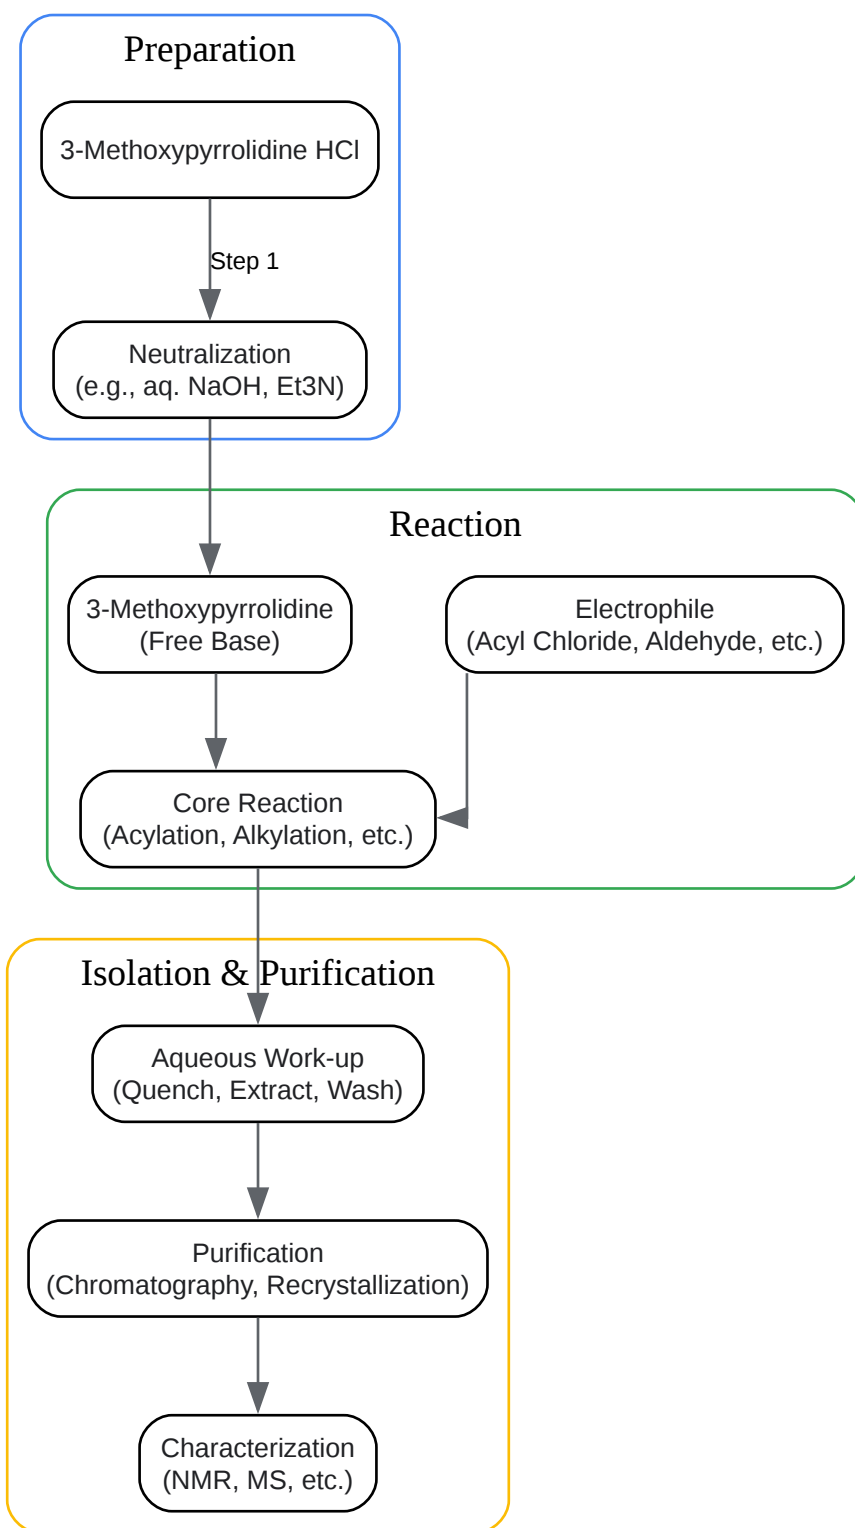 Preparation
3-Methoxypyrrolidine HCl
Step 1
Neutralization
(e.g., aq. NaOH, Et3N)
Reaction
3-Methoxypyrrolidine
(Free Base)
Electrophile
(Acyl Chloride, Aldehyde, etc.)
Core Reaction
(Acylation, Alkylation, etc.)
Isolation & Purification
Aqueous Work-up
(Quench, Extract, Wash)
Purification
(Chromatography, Recrystallization)
Characterization
(NMR, MS, etc.)